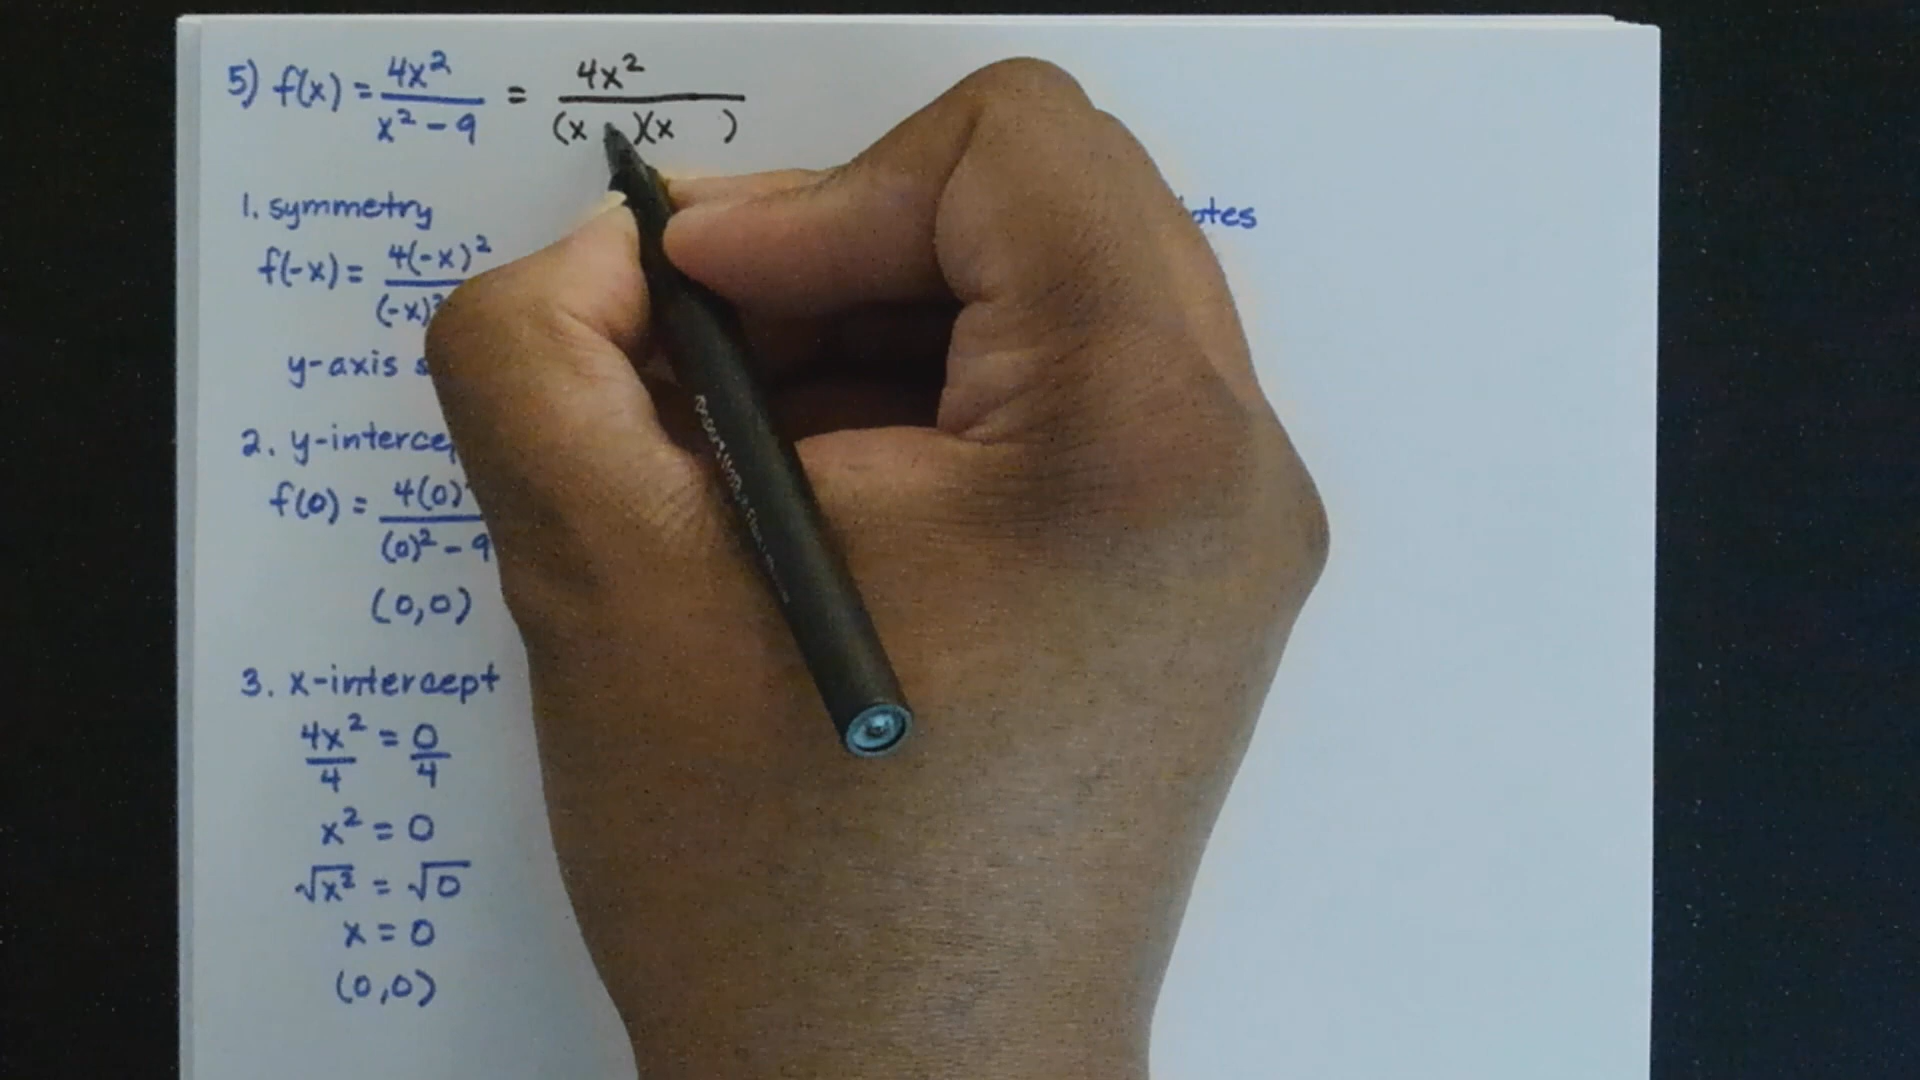 5) f(x) = 4x² / x² - 9 = 4x² / (x )(x )
1. symmetry
f(-x) = 4(-x)² / (-x)²
y-axis
2. y-interce
f(0) = 4(0) / (0)² - 9
(0,0)
3. x-intercept
4x² / 4 = 0 / 4
x² = 0
√x² = √0
x = 0
(0,0)
otes